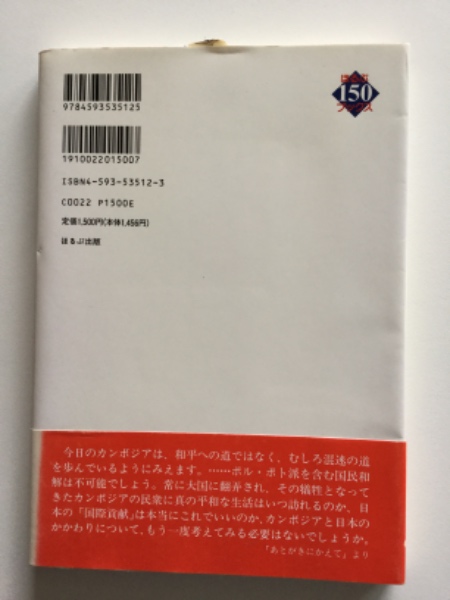 9784593535125
150
ブックス
1910022015007
ISBN4-593-53512-3
C0022 P1500E
定価1,500円(本体1,456円)
ほるぷ出版
今日のカンボジアは、和平への道ではなく、むしろ混迷の道
を歩んでいるようにみえます。……ポル・ポト派を含む国民和
解は不可能でしょう。常に大国に翻弄され、その犠牲となって
きたカンボジアの民衆に真の平和な生活はいつ訪れるのか、日
本の「国際貢献」は本当にこれでいいのか、カンボジアと日本の
かかわりについて、もう一度考えてみる必要はないでしょうか。
「あとがきにかえて」より